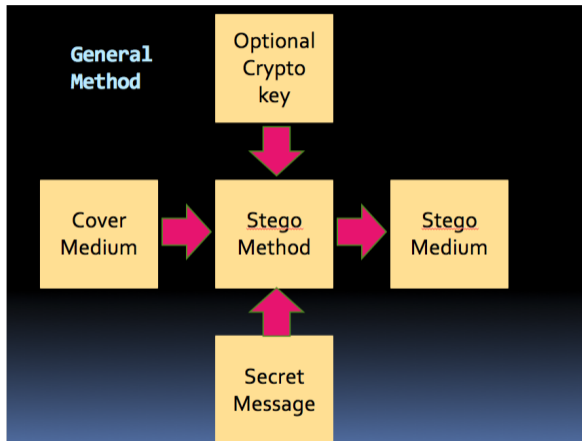 General
Method
Optional
Crypto
key
Cover
Medium
Stego
Method
Stego
Medium
Secret
Message